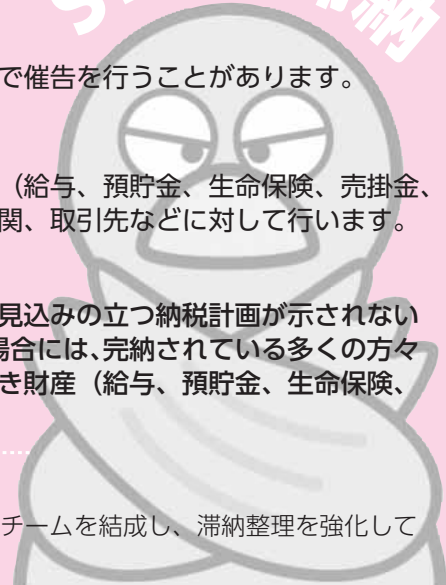 で催告を行うことがあります。
（給与、預貯金、生命保険、売掛金、
関、取引先などに対して行います。
見込みの立つ納税計画が示されない
場合には、完納されている多くの方々
き財産（給与、預貯金、生命保険、
チームを結成し、滞納整理を強化して